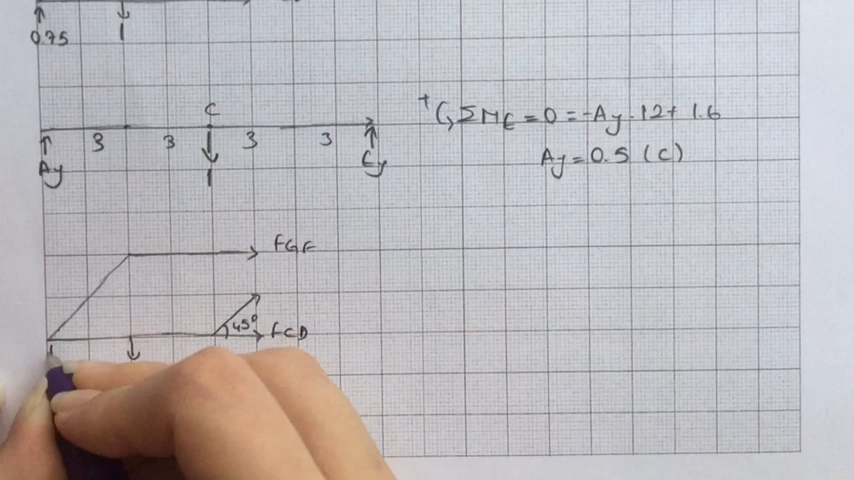 0.75
1
C
3 3 3 3
Ay
1
Cy
+ ΣME = 0 = -Ay.12 + 1.6
Ay = 0.5 (C)
FGF
45°
FCD